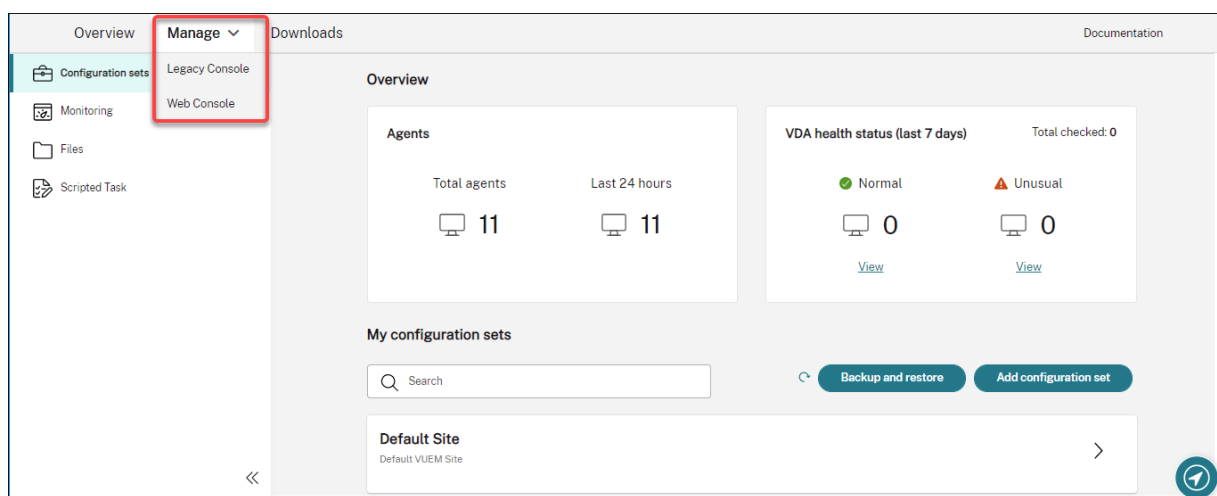 Overview Manage Downloads Documentation
Legacy Console
Web Console
Configuration sets
Monitoring
Files
Scripted Task
Overview
Agents
Total agents Last 24 hours
11 11
VDA health status (last 7 days) Total checked: 0
Normal Unusual
0 0
View View
My configuration sets
Search
Backup and restore Add configuration set
Default Site
Default VUEM Site